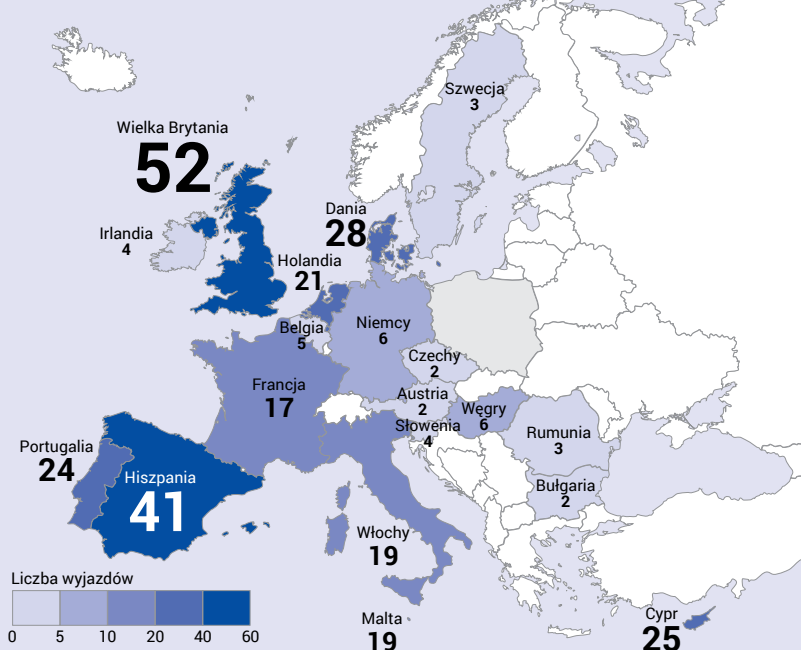 Szwecja
3
Wielka Brytania
52
Dania
28
Irlandia
4
Holandia
21
Belgia
5
Niemcy
6
Czechy
2
Francja
17
Austria
2
Węgry
6
Słowenia
4
Rumunia
3
Portugalia
24
Hiszpania
41
Bułgaria
2
Włochy
19
Liczba wyjazdów
0 5 10 20 40 60
Malta
19
Cypr
25